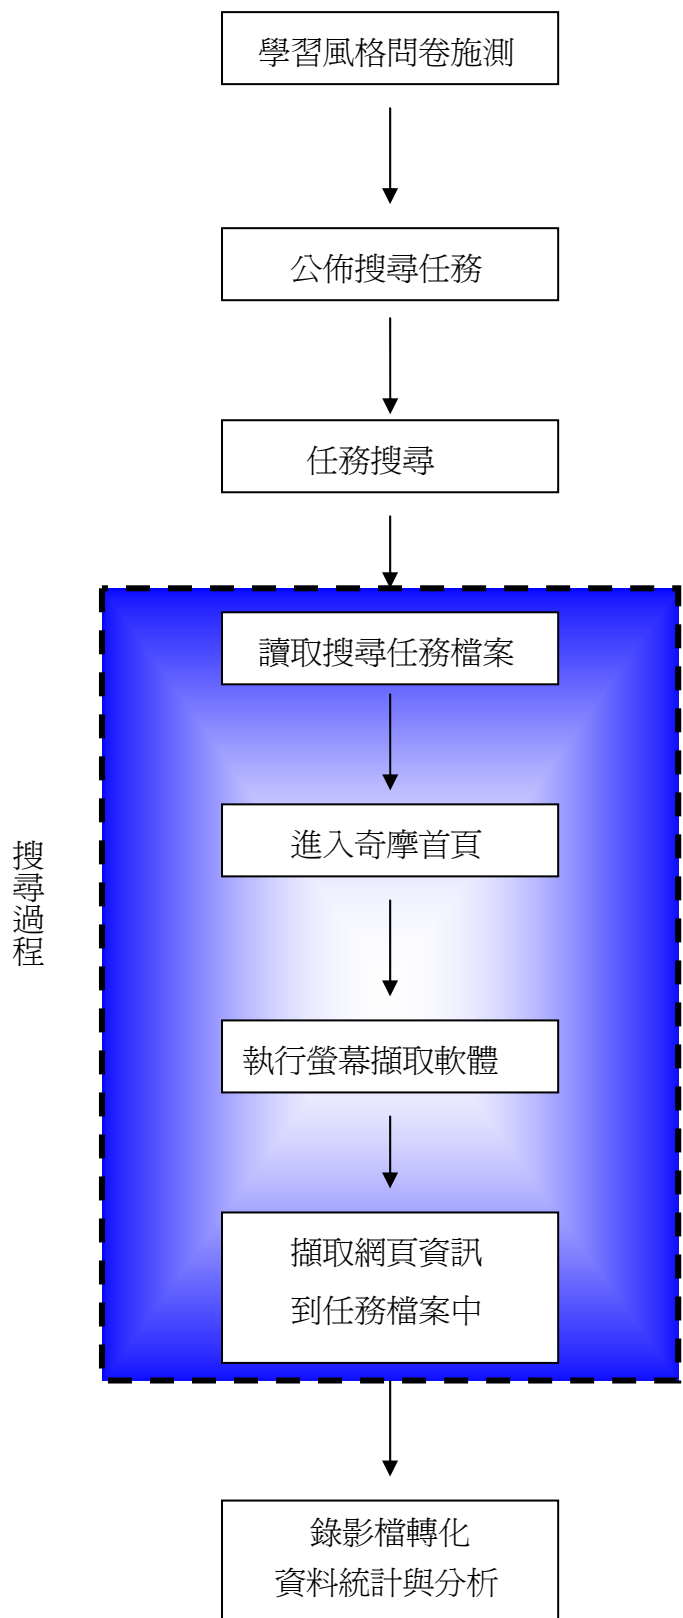 學習風格問卷施測
公佈搜尋任務
任務搜尋
搜尋過程
讀取搜尋任務檔案
進入奇摩首頁
執行螢幕擷取軟體
擷取網頁資訊
到任務檔案中
錄影檔轉化
資料統計與分析